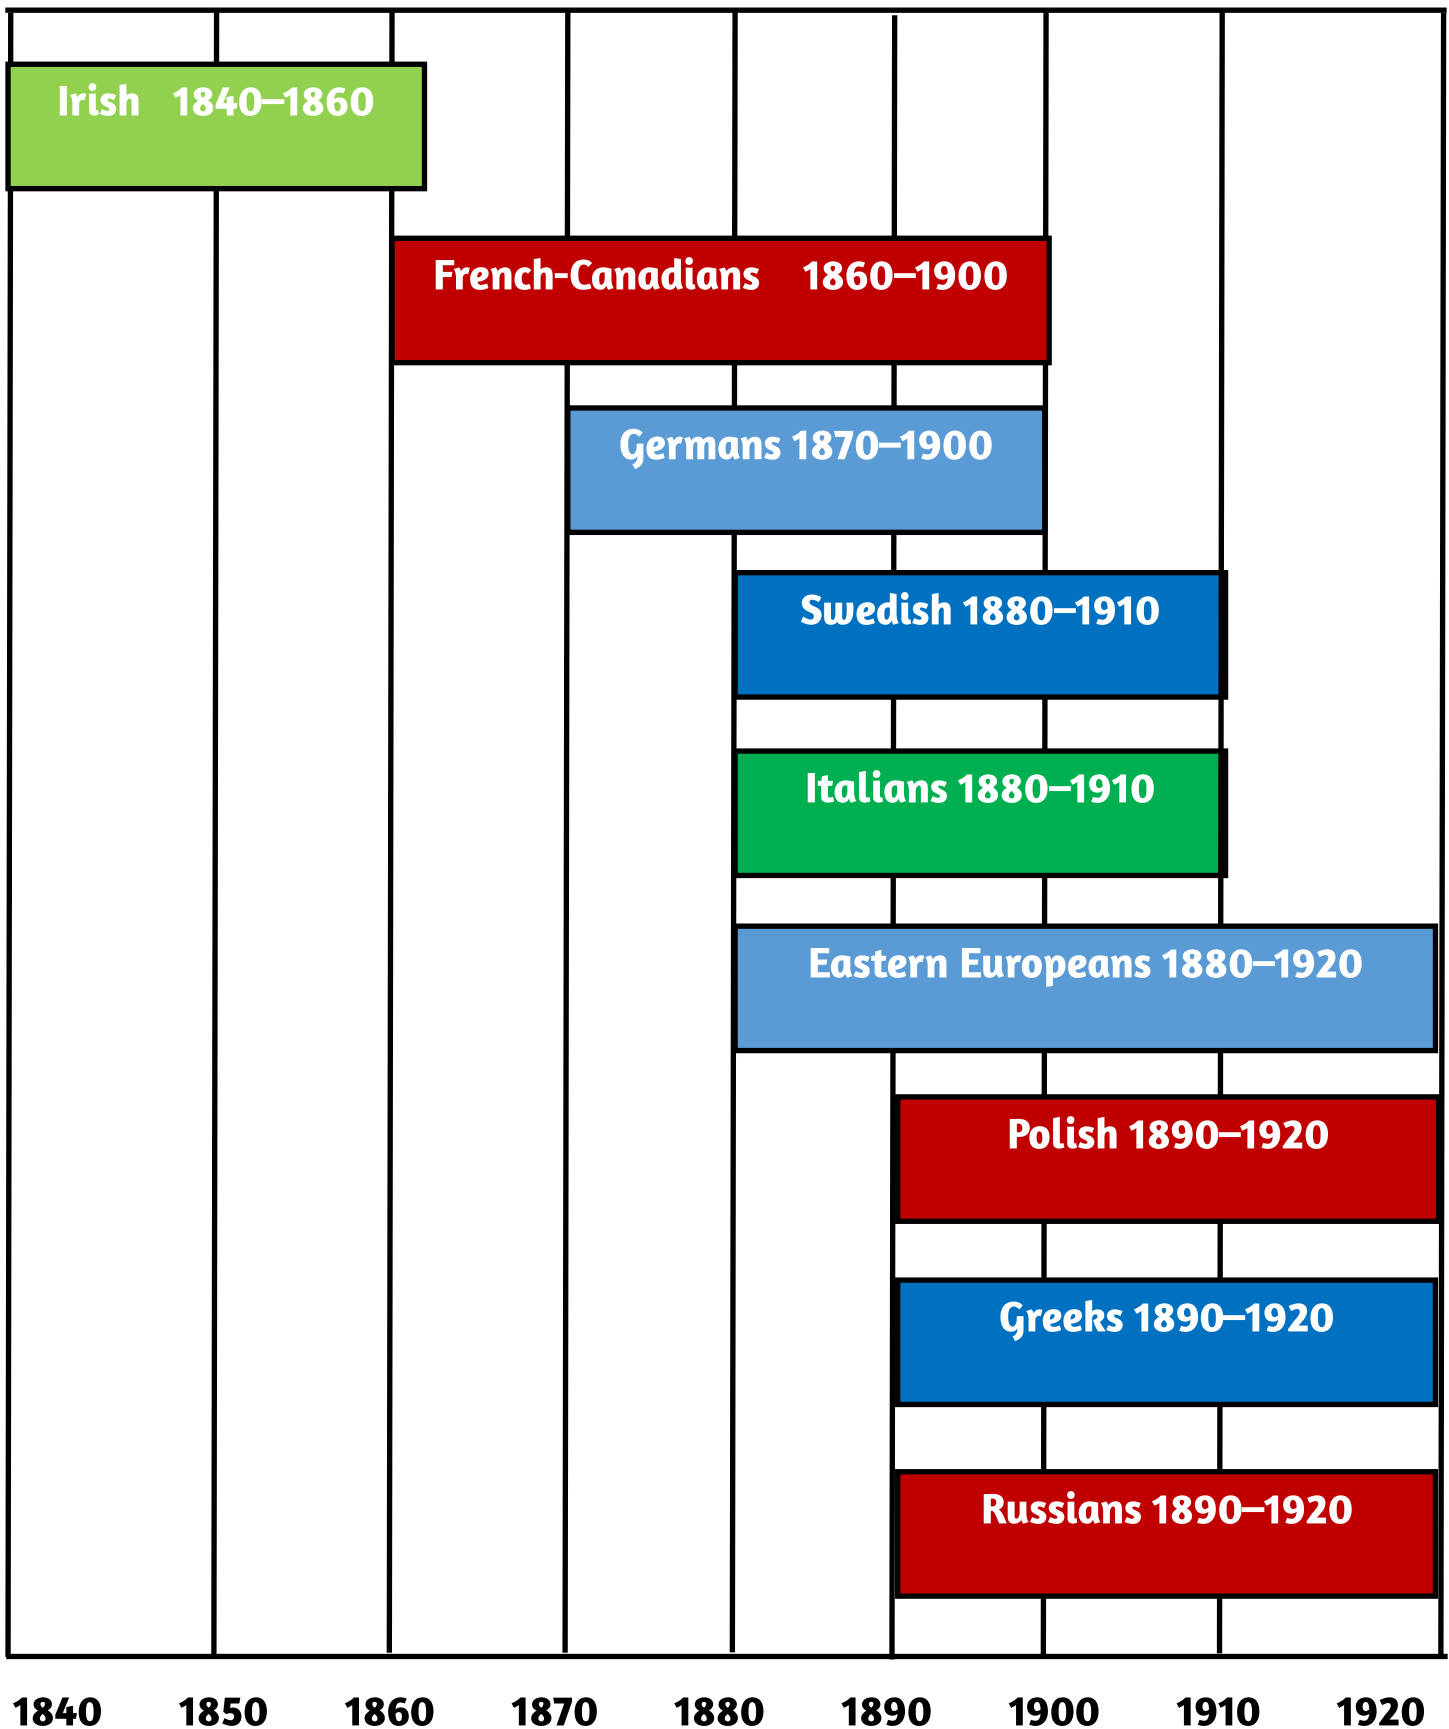 Irish 1840–1860
French-Canadians 1860–1900
Germans 1870–1900
Swedish 1880–1910
Italians 1880–1910
Eastern Europeans 1880–1920
Polish 1890–1920
Greeks 1890–1920
Russians 1890–1920
1840 1850 1860 1870 1880 1890 1900 1910 1920